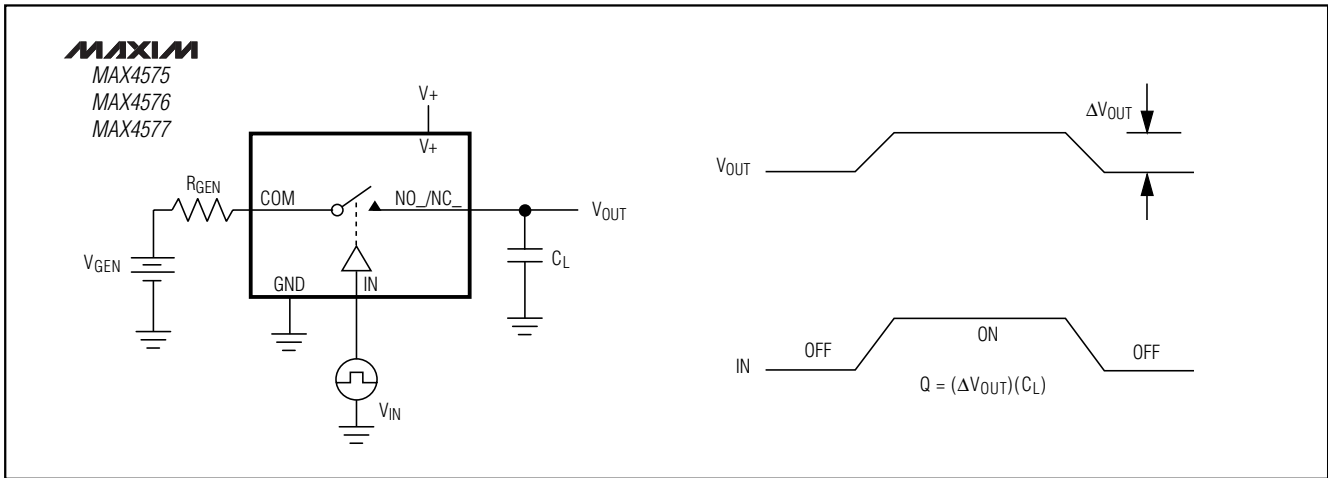 MAXIM
MAX4575
MAX4576
MAX4577
V+
V+
RGEN
COM
NO_/NC_
VOUT
VGEN
CL
GND
IN
VIN
ΔVOUT
VOUT
IN
OFF
ON
OFF
Q = (ΔVOUT)(CL)